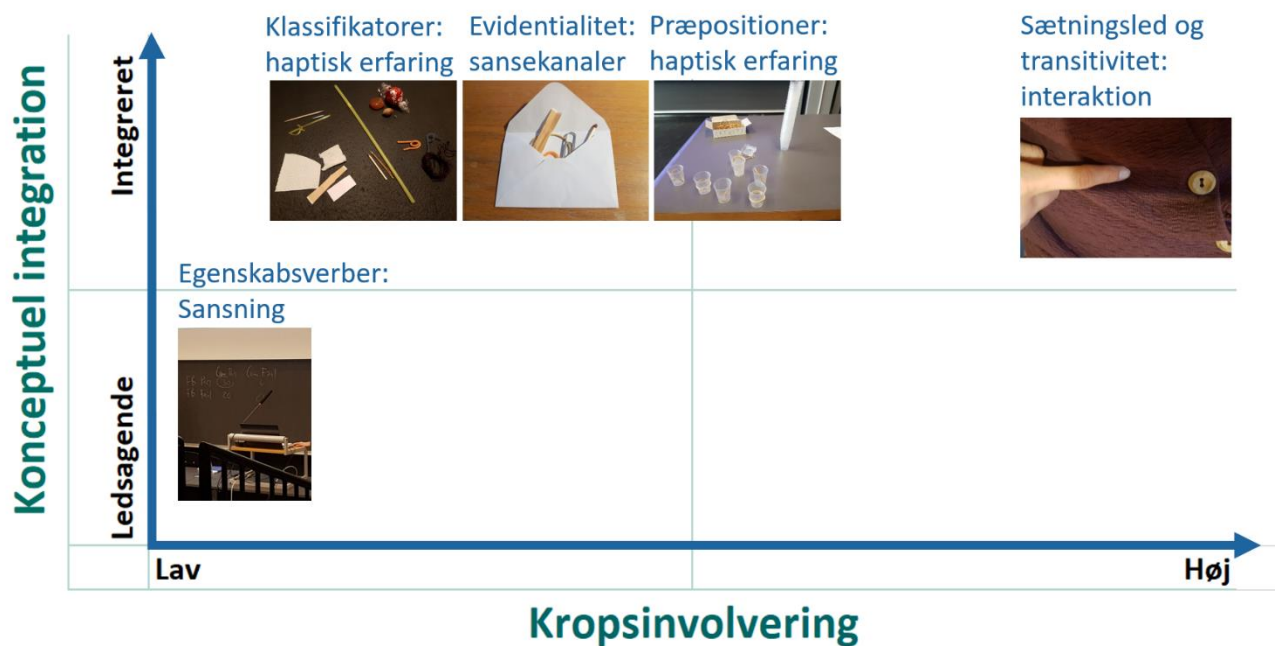 Klassifikatorer:
haptisk erfaring
Evidentialitet:
sansekanaler
Præpositioner:
haptisk erfaring
Sætningsled og
transitivitet:
interaktion
Konceptuel integration
Integreret
Egenskabsverber:
Sansning
Ledsagende
Lav
Høj
Kropsinvolvering